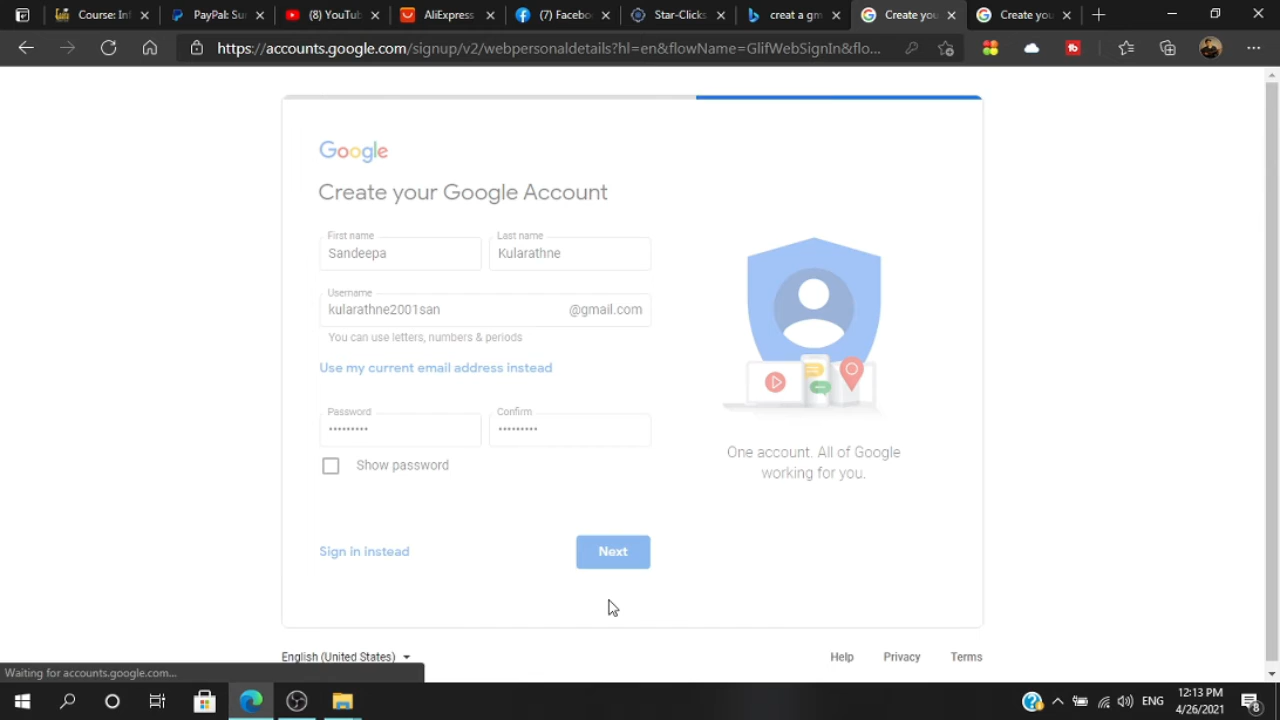 Course: Inf
PayPal: Sur
(8) YouTub
AliExpress
(7) Facebo
Star-Clicks
creat a gm
Create you
Create you
https://accounts.google.com/signup/v2/webpersonaldetails?hl=en&flowName=GlifWebSignIn&flo...
Google
Create your Google Account
First name
Last name
Sandeepa
Kularathne
Username
kularathne2001san
@gmail.com
You can use letters, numbers & periods
Use my current email address instead
Password
Confirm
•••••••••
•••••••••
Show password
One account. All of Google
working for you.
Sign in instead
Next
English (United States)
Help
Privacy
Terms
Waiting for accounts.google.com...
ENG
12:13 PM
4/26/2021
8